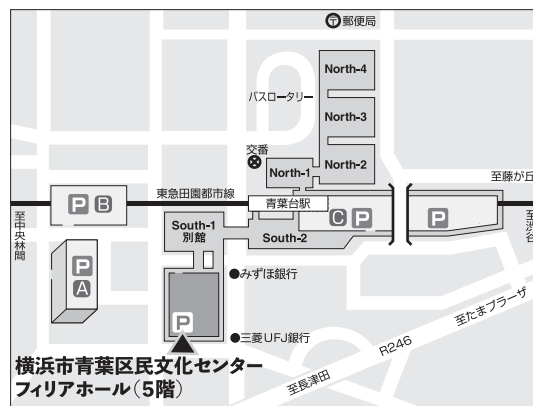 〒郵便局
North-4
バスロータリー
North-3
交番
North-2
North-1
至藤が丘
東急田園都市線
青葉台駅
P B
C P
P
至中央林間
至渋谷
South-1
別館
South-2
P
A
●みずほ銀行
至たまプラーザ
P
●三菱UFJ銀行
R246
横浜市青葉区民文化センター
フィリアホール(5階)
至長津田